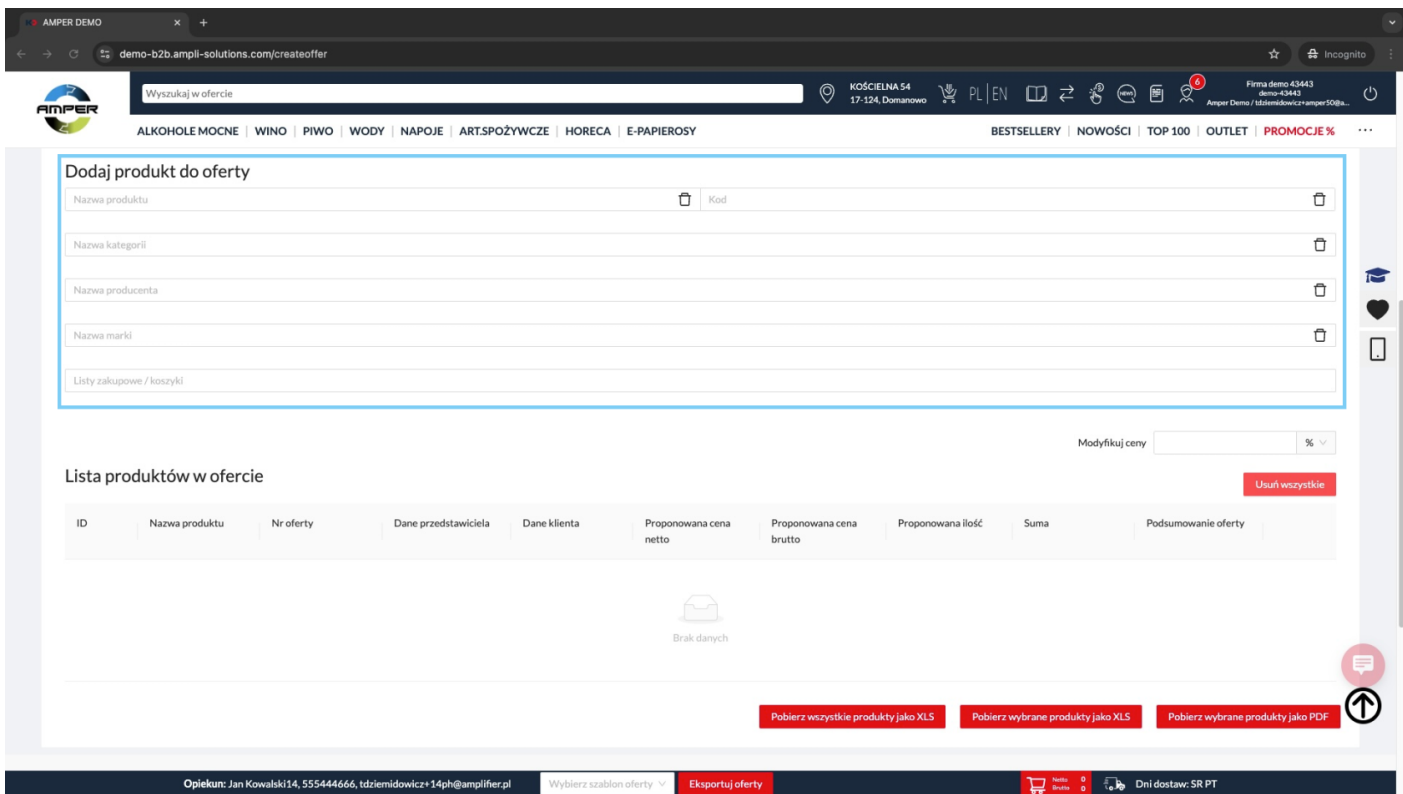 AMPER DEMO
demo-b2b.ampli-solutions.com/createoffer
Incognito
AMPER
Wyszukaj w ofercie
KOŚCIELNA 54
17-124, Domanowo
PL|EN
NEWS
6
Firma demo 43443
demo-43443
Amper Demo / tdziemidowicz+amper50@a...
ALKOHOLE MOCNE | WINO | PIWO | WODY | NAPOJE | ART.SPOŻYWCZE | HORECA | E-PAPIEROSY
BESTSELLERY | NOWOŚCI | TOP 100 | OUTLET | PROMOCJE % ...
Dodaj produkt do oferty
Nazwa produktu
Kod
Nazwa kategorii
Nazwa producenta
Nazwa marki
Listy zakupowe / koszyki
Modyfikuj ceny
%
Lista produktów w ofercie
Usuń wszystkie
ID
Nazwa produktu
Nr oferty
Dane przedstawiciela
Dane klienta
Proponowana cena
netto
Proponowana cena
brutto
Proponowana ilość
Suma
Podsumowanie oferty
Brak danych
Pobierz wszystkie produkty jako XLS
Pobierz wybrane produkty jako XLS
Pobierz wybrane produkty jako PDF
Opiekun: Jan Kowalski14, 555444666, tdziemidowicz+14ph@amplifier.pl
Wybierz szablon oferty
Eksportuj oferty
Netto 0
Brutto 0
Dni dostaw: SR PT